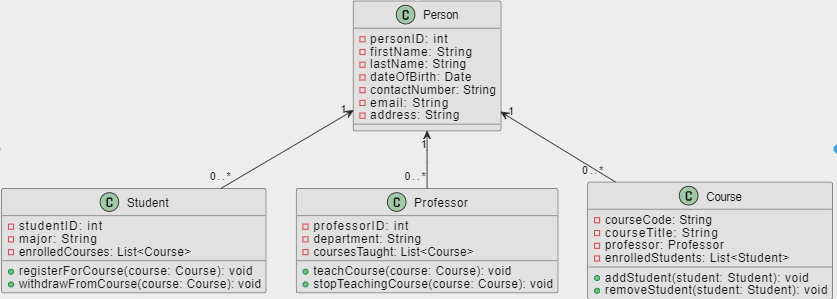 C Person
personID: int
firstName: String
lastName: String
dateOfBirth: Date
contactNumber: String
email: String
address: String
1 1 1
0..* 0..* 0..*
C Student
studentID: int
major: String
enrolledCourses: List<Course>
registerForCourse(course: Course): void
withdrawFromCourse(course: Course): void
C Professor
professorID: int
department: String
coursesTaught: List<Course>
teachCourse(course: Course): void
stopTeachingCourse(course: Course): void
C Course
courseCode: String
courseTitle: String
professor: Professor
enrolledStudents: List<Student>
addStudent(student: Student): void
removeStudent(student: Student): void